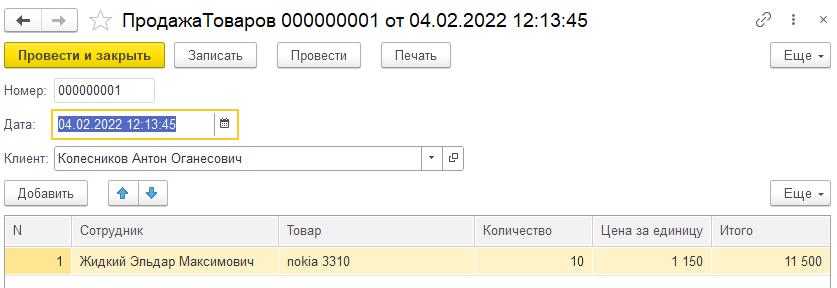 ПродажаТоваров 000000001 от 04.02.2022 12:13:45
Провести и закрыть Записать Провести Печать Еще
Номер: 000000001
Дата: 04.02.2022 12:13:45
Клиент: Колесников Антон Оганесович
Добавить Еще
N Сотрудник Товар Количество Цена за единицу Итого
1 Жидкий Эльдар Максимович nokia 3310 10 1 150 11 500